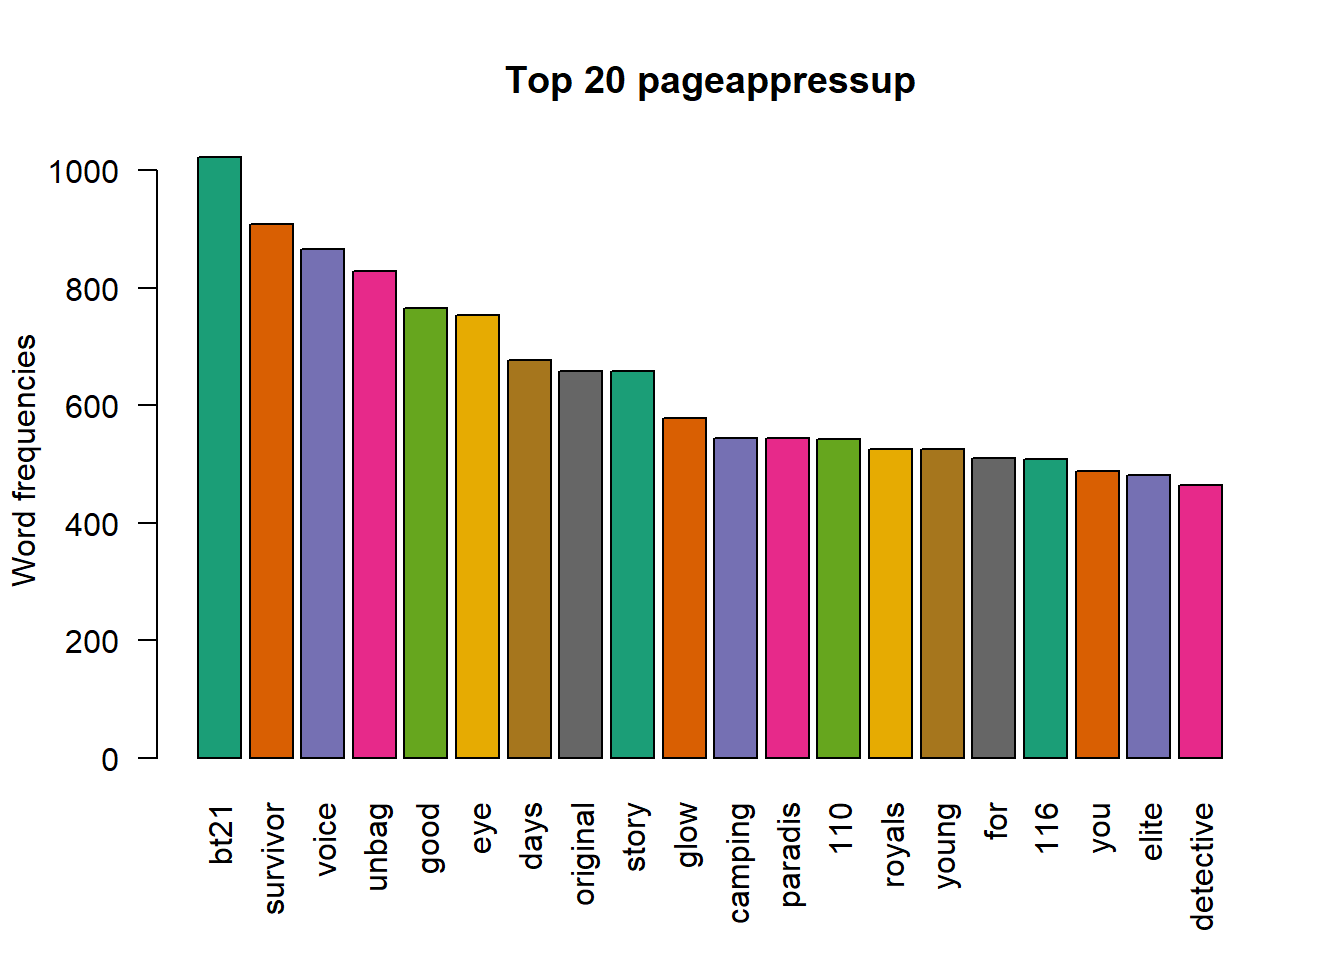 Top 20 pageappressup
Word frequencies
1000
800
600
400
200
0
bt21
survivor
voice
unbag
good
eye
days
original
story
glow
camping
paradis
110
royals
young
for
116
you
elite
detective